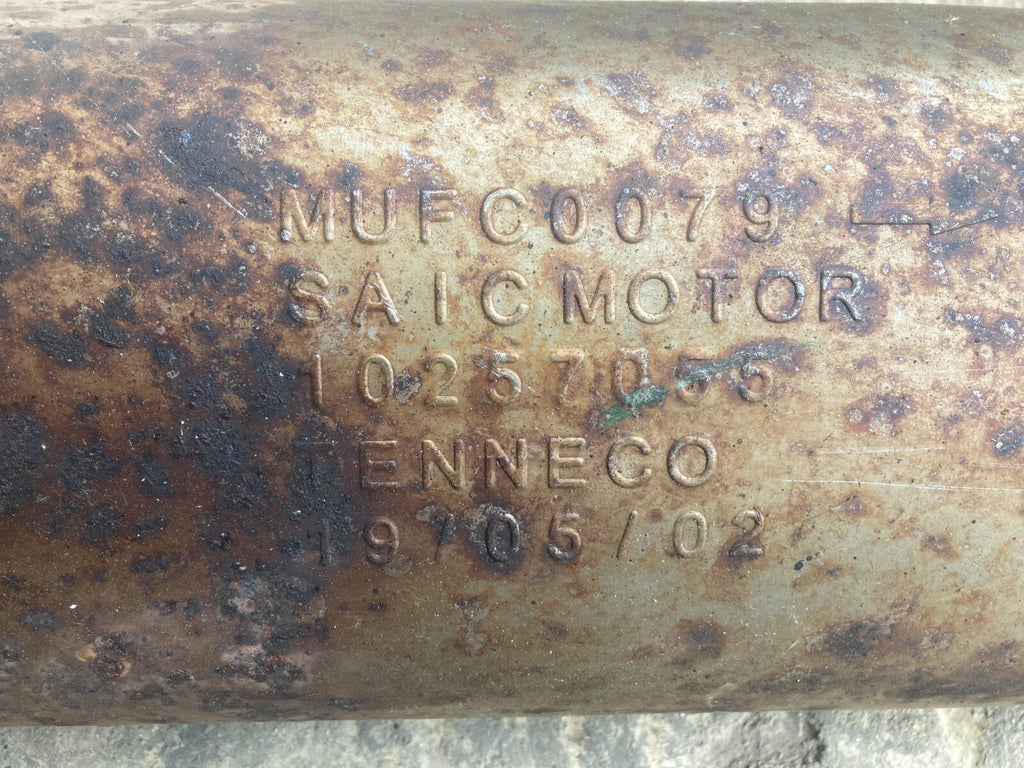 MUFC0079
SAIC MOTOR
10257055
TENNECO
19/05/02